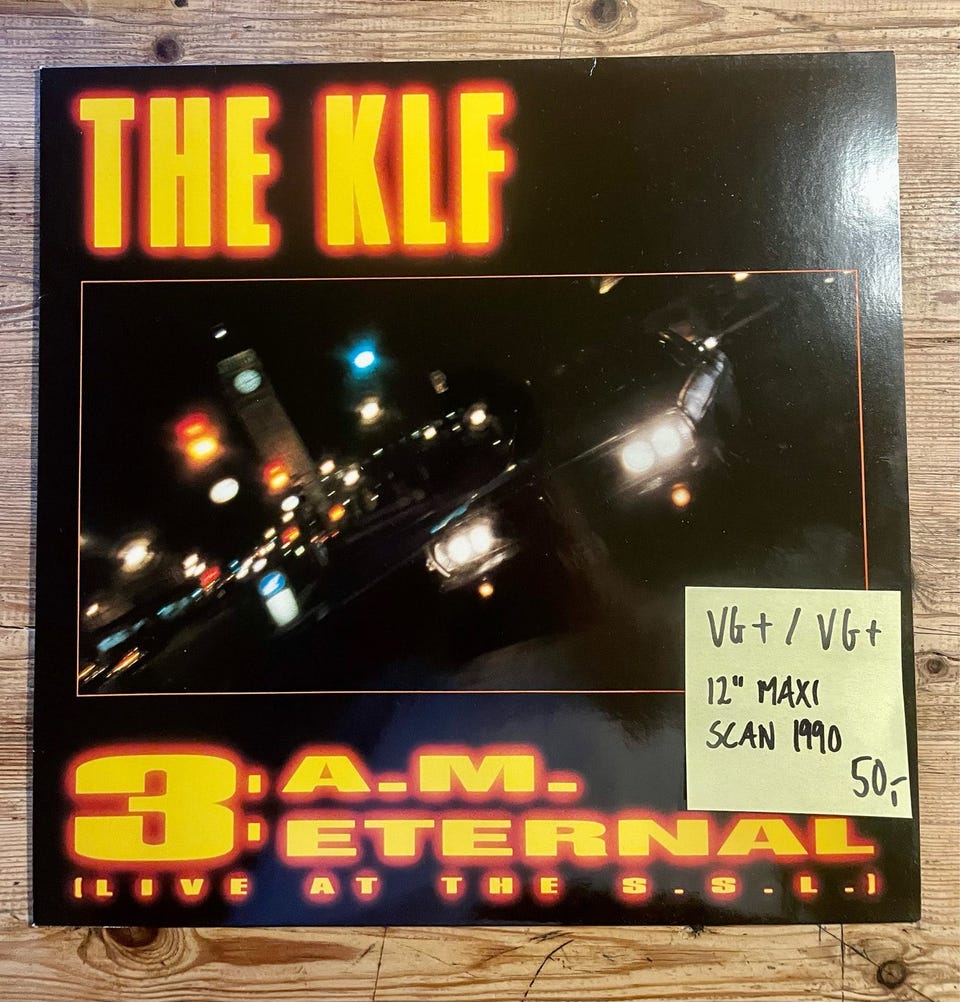 THE KLF
VG+ / VG+
12" MAXI
SCAN 1990
50,-
3:A.M.
ETERNAL
(LIVE AT THE S.S.L.)